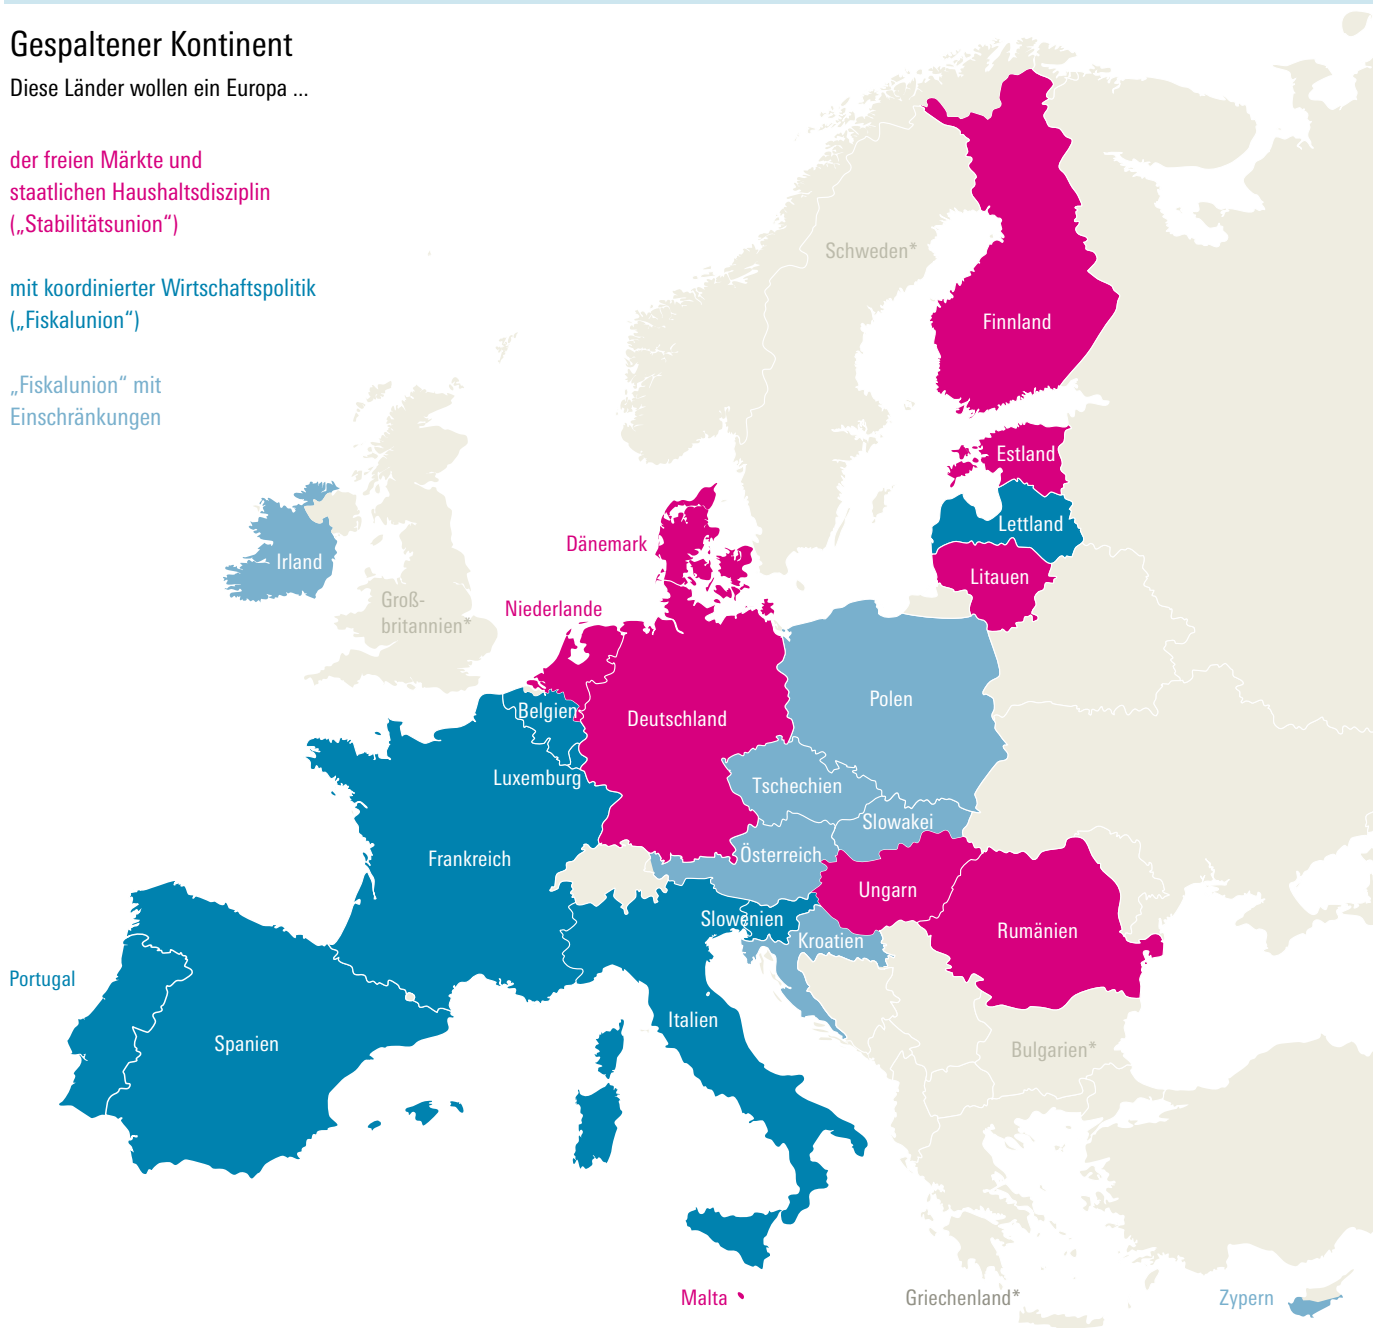 Gespaltener Kontinent
Diese Länder wollen ein Europa ...
der freien Märkte und
staatlichen Haushaltsdisziplin
(„Stabilitätsunion“)
mit koordinierter Wirtschaftspolitik
(„Fiskalunion“)
„Fiskalunion“ mit
Einschränkungen
Schweden*
Finnland
Estland
Lettland
Dänemark
Irland
Litauen
Groß-
britannien*
Niederlande
Polen
Belgien
Deutschland
Luxemburg
Tschechien
Slowakei
Österreich
Frankreich
Ungarn
Slowenien
Rumänien
Kroatien
Portugal
Italien
Spanien
Bulgarien*
Malta
Griechenland*
Zypern